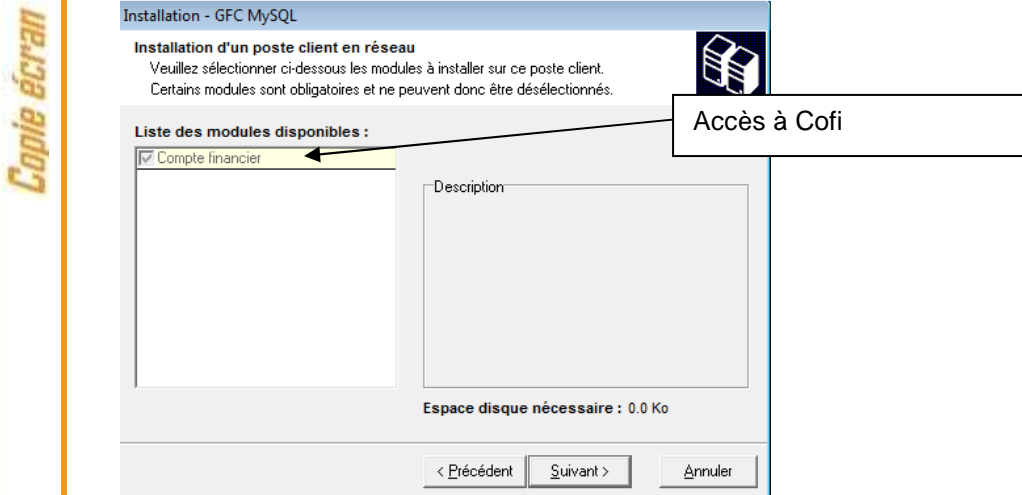 Copie écran
Installation - GFC MySQL
Installation d'un poste client en réseau
Veuillez sélectionner ci-dessous les modules à installer sur ce poste client.
Certains modules sont obligatoires et ne peuvent donc être désélectionnés.
Accès à Cofi
Liste des modules disponibles :
Compte financier
Description
Espace disque nécessaire : 0.0 Ko
< Précédent
Suivant >
Annuler